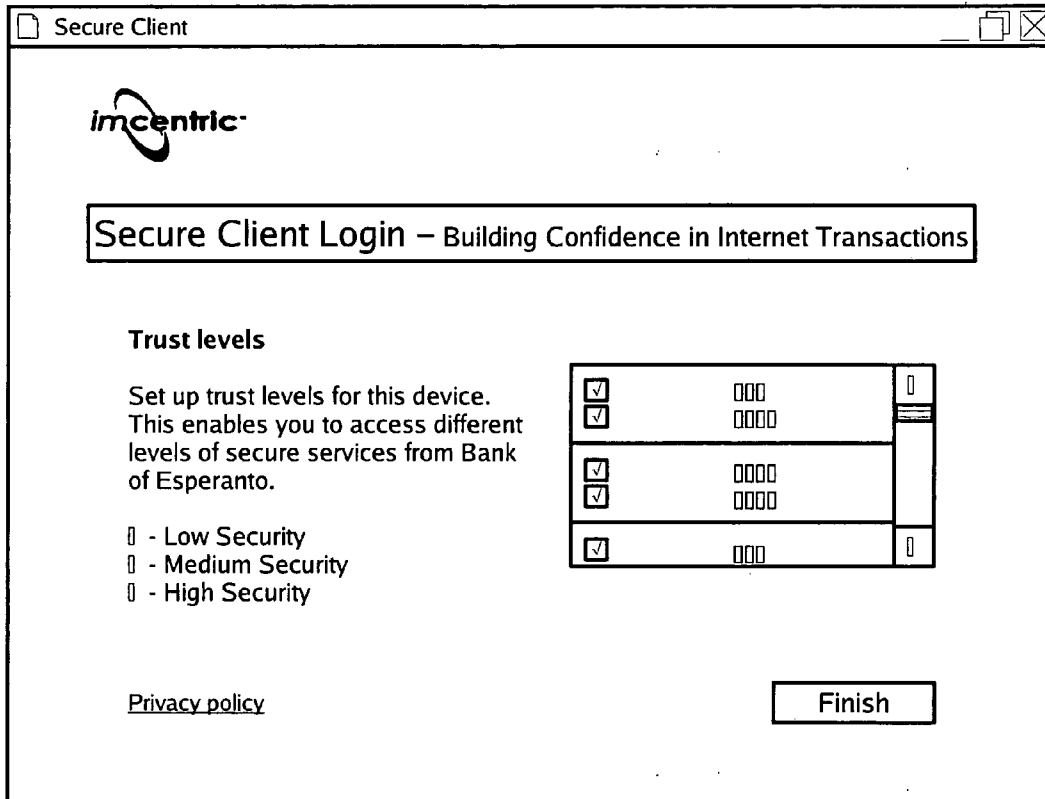 Secure Client
imcentric
Secure Client Login – Building Confidence in Internet Transactions
Trust levels
Set up trust levels for this device.
This enables you to access different
levels of secure services from Bank
of Esperanto.
▯ - Low Security
▯ - Medium Security
▯ - High Security
▯▯▯
▯▯▯▯
▯▯▯▯
▯▯▯▯
▯▯▯
Privacy policy
Finish